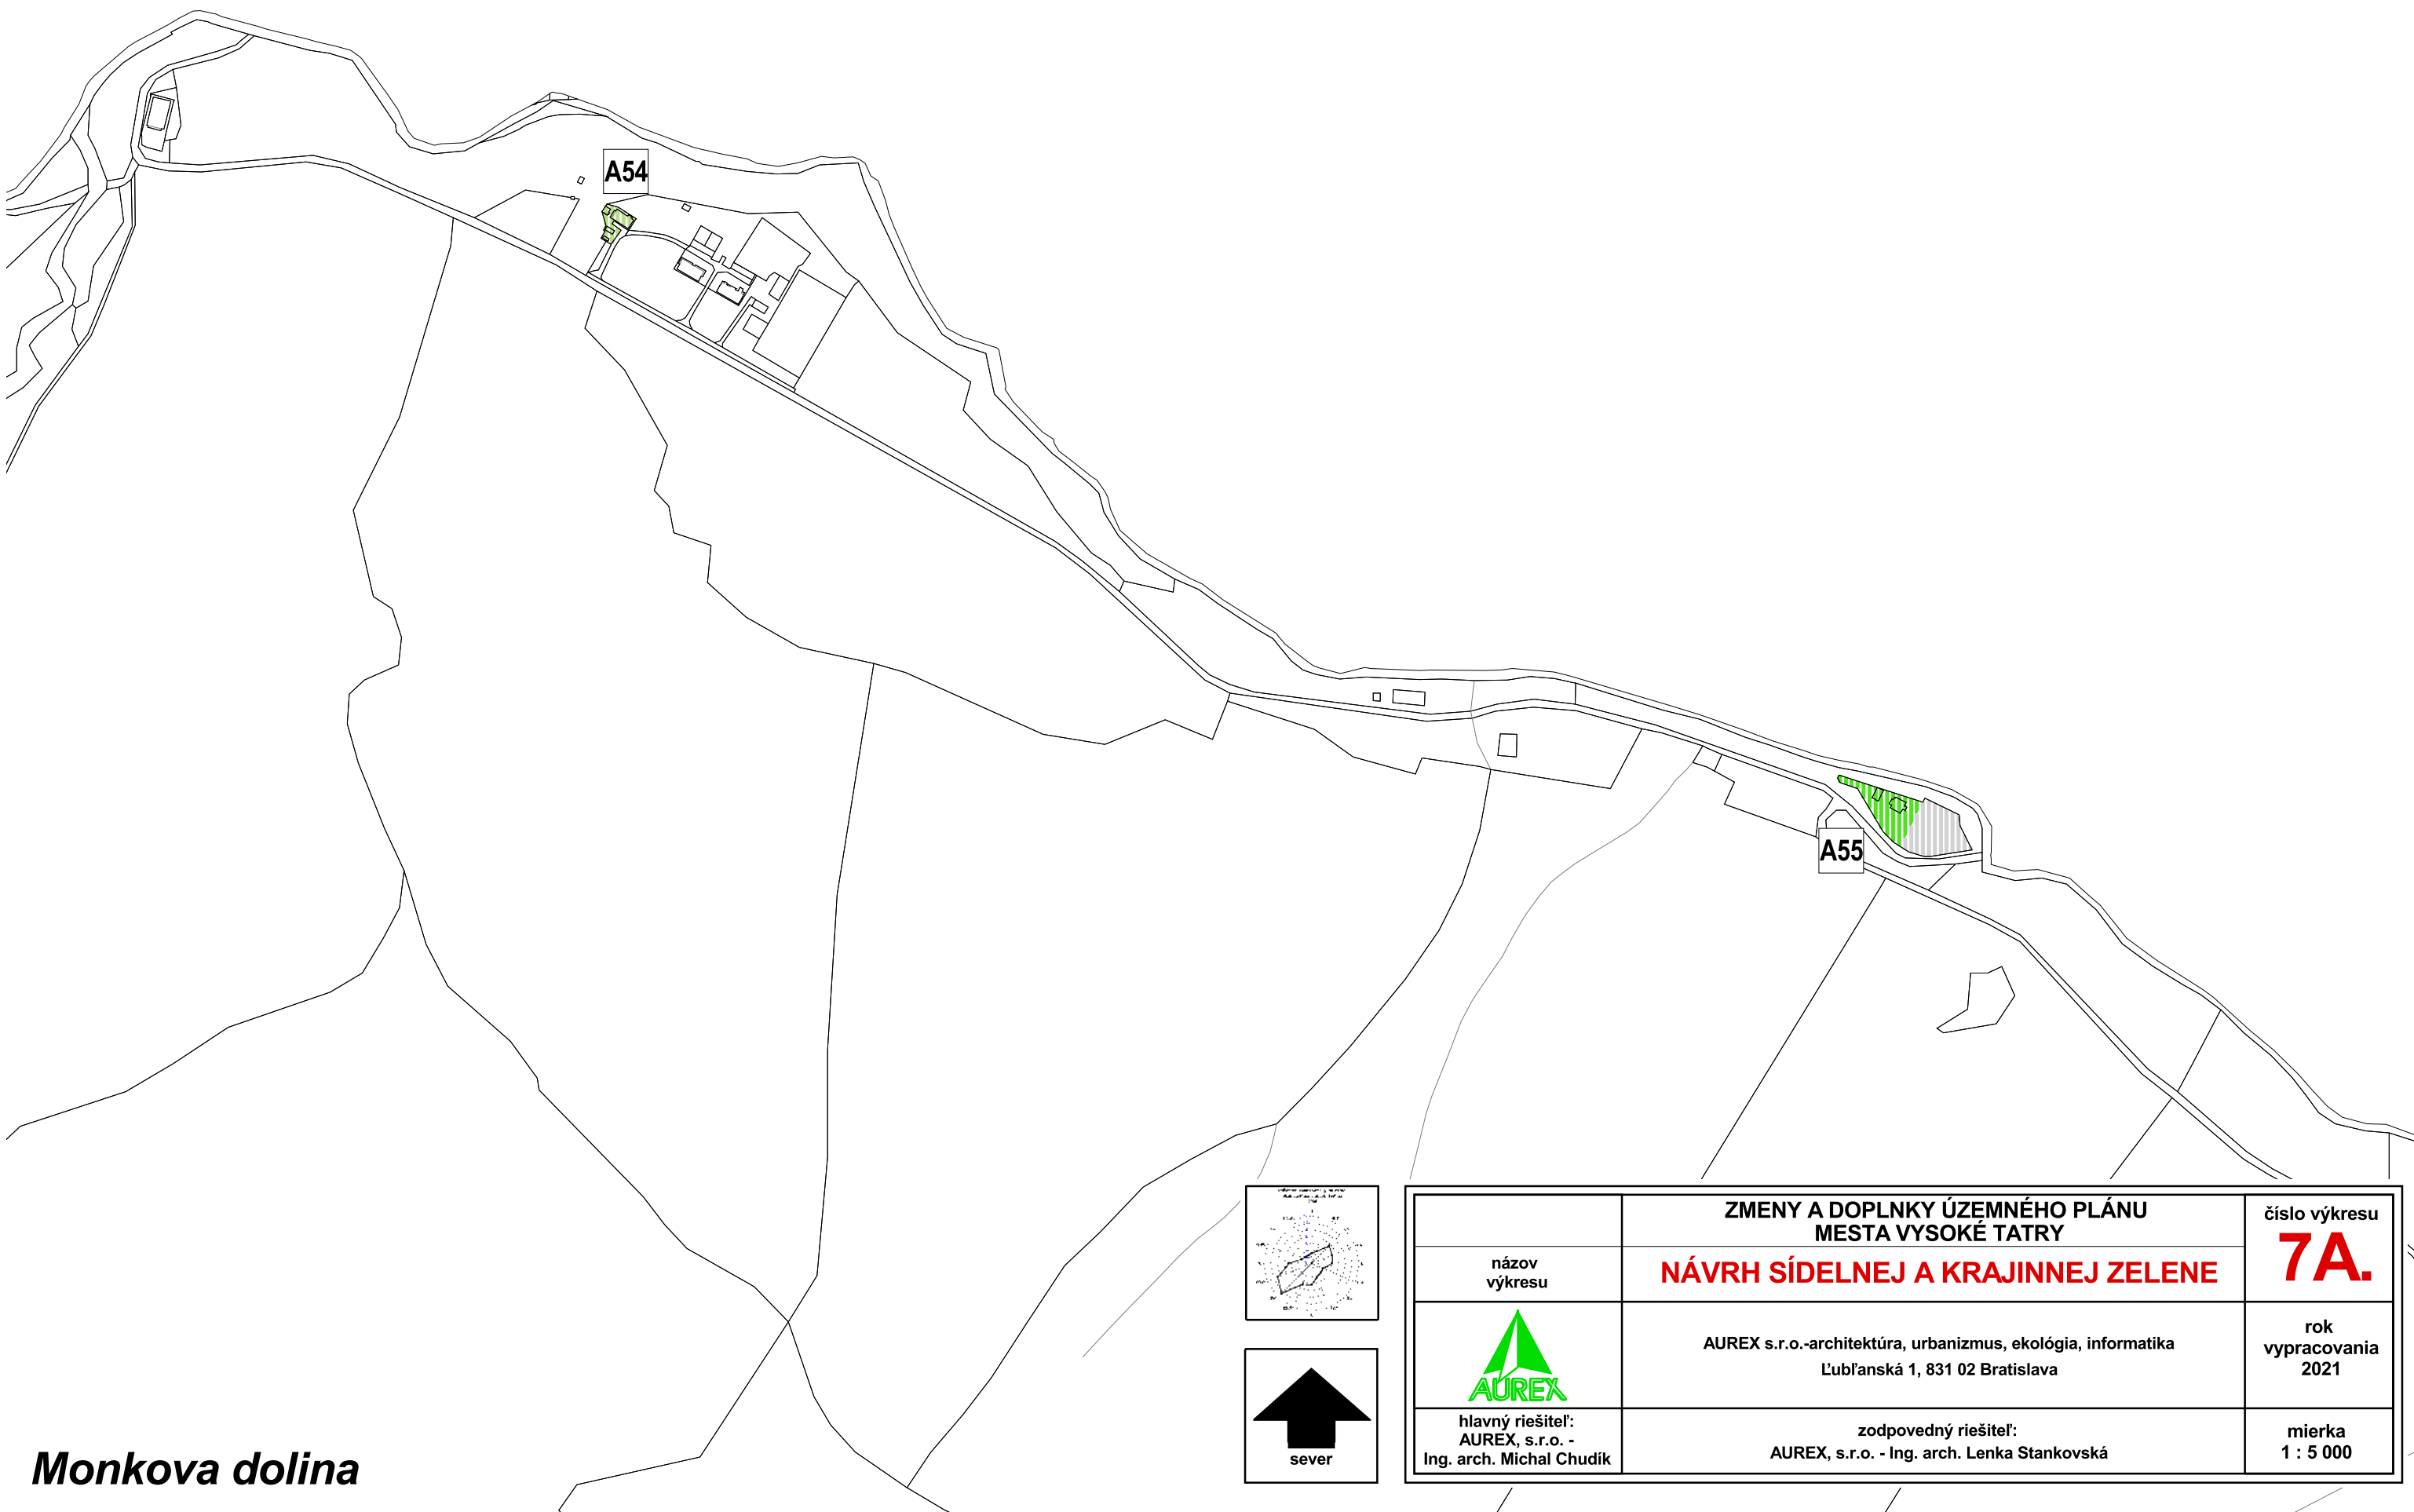 A54
A55
ZMENY A DOPLNKY ÚZEMNÉHO PLÁNU
MESTA VYSOKÉ TATRY
číslo výkresu
7A.
názov
výkresu
NÁVRH SÍDELNEJ A KRAJINNEJ ZELENE
AUREX
AUREX s.r.o.-architektúra, urbanizmus, ekológia, informatika
Ľubľanská 1, 831 02 Bratislava
rok
vypracovania
2021
hlavný riešiteľ:
AUREX, s.r.o. -
Ing. arch. Michal Chudík
zodpovedný riešiteľ:
AUREX, s.r.o. - Ing. arch. Lenka Stankovská
mierka
1 : 5 000
sever
Monkova dolina